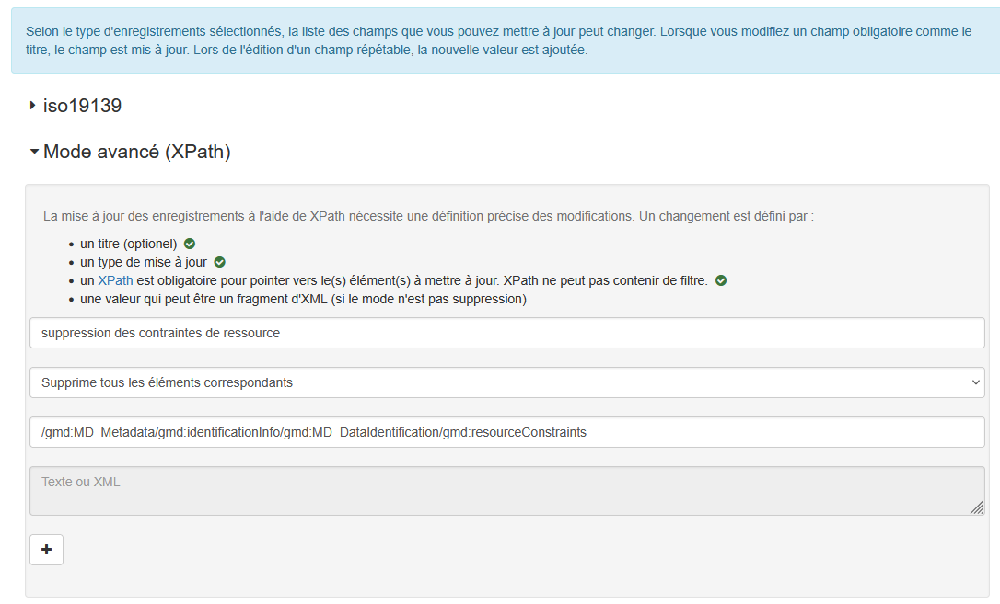 Selon le type d'enregistrements sélectionnés, la liste des champs que vous pouvez mettre à jour peut changer. Lorsque vous modifiez un champ obligatoire comme le
titre, le champ est mis à jour. Lors de l'édition d'un champ répétable, la nouvelle valeur est ajoutée.
iso19139
Mode avancé (XPath)
La mise à jour des enregistrements à l'aide de XPath nécessite une définition précise des modifications. Un changement est défini par :
• un titre (optionel)
• un type de mise à jour
• un XPath est obligatoire pour pointer vers le(s) élément(s) à mettre à jour. XPath ne peut pas contenir de filtre.
• une valeur qui peut être un fragment d'XML (si le mode n'est pas suppression)
suppression des contraintes de ressource
Supprime tous les éléments correspondants
/gmd:MD_Metadata/gmd:identificationInfo/gmd:MD_DataIdentification/gmd:resourceConstraints
Texte ou XML
+